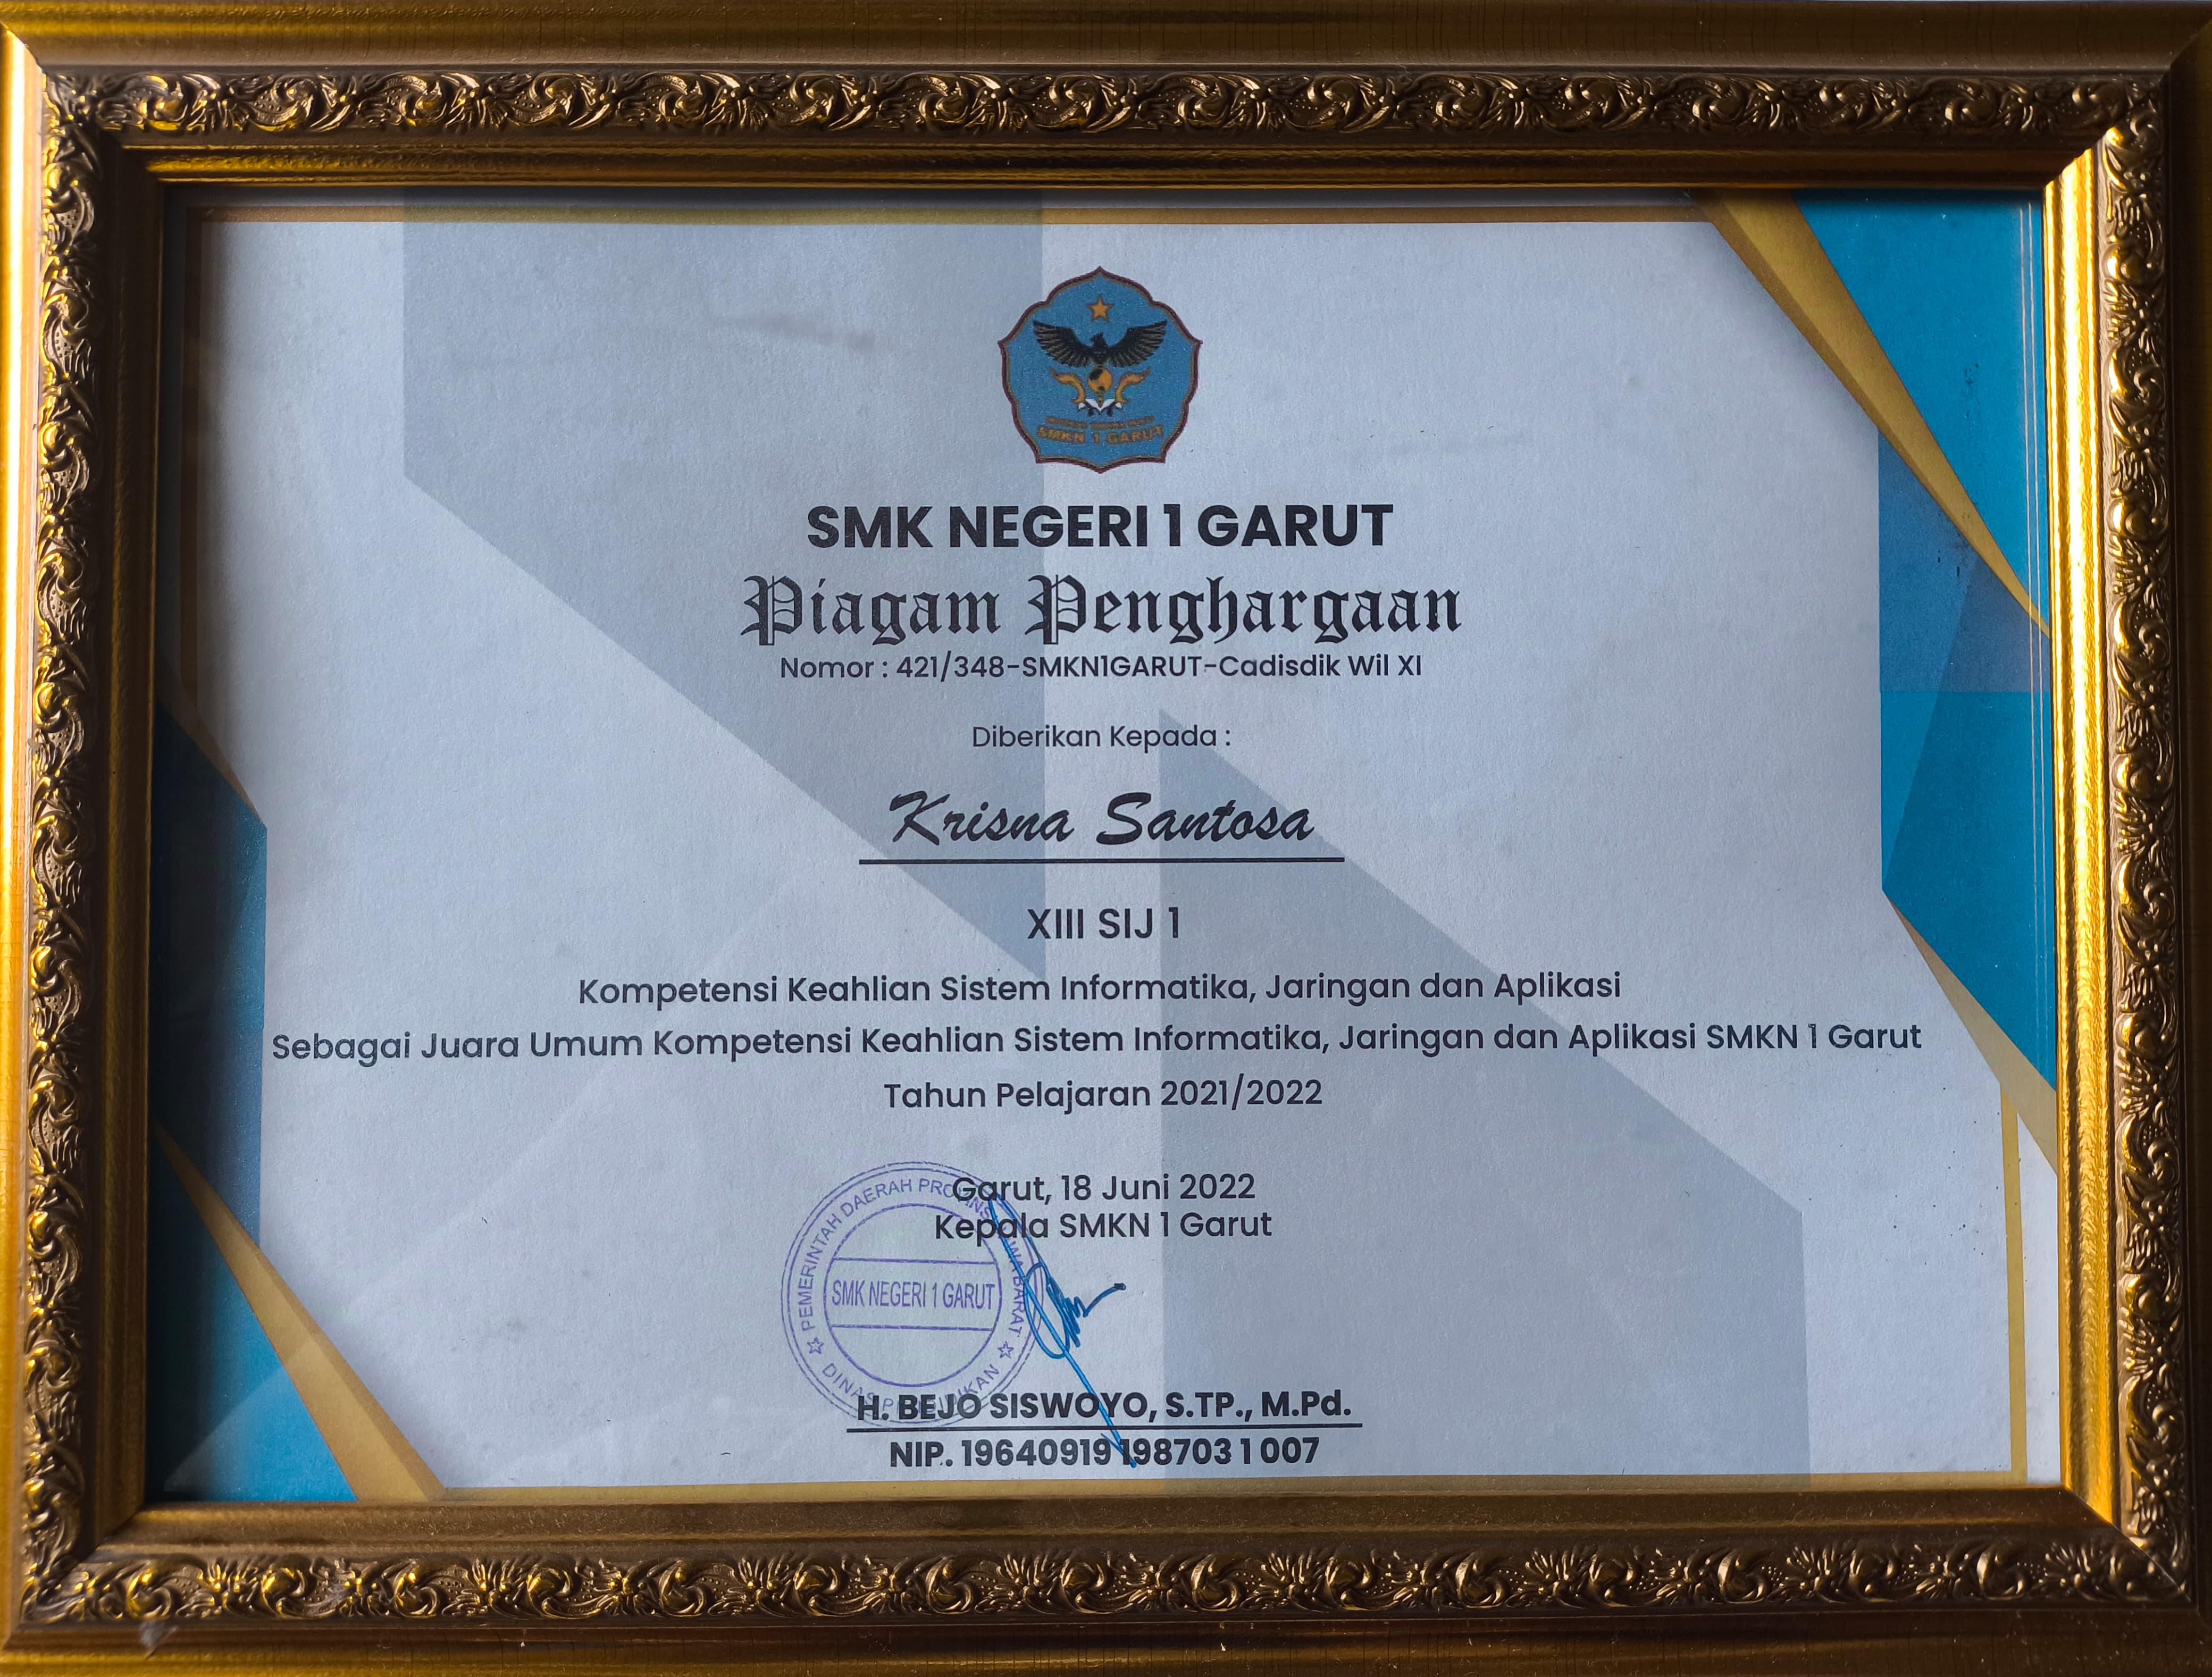 SMKN 1 GARUT
SMK NEGERI 1 GARUT
Piagam Penghargaan
Nomor : 421/348-SMKN1GARUT-Cadisdik Wil XI
Diberikan Kepada :
Krisna Santosa
XIII SIJ 1
Kompetensi Keahlian Sistem Informatika, Jaringan dan Aplikasi
Sebagai Juara Umum Kompetensi Keahlian Sistem Informatika, Jaringan dan Aplikasi SMKN 1 Garut
Tahun Pelajaran 2021/2022
Garut, 18 Juni 2022
Kepala SMKN 1 Garut
PEMERINTAH DAERAH PROVINSI JAWA BARAT
SMK NEGERI 1 GARUT
DINAS PENDIDIKAN
H. BEJO SISWOYO, S.TP., M.Pd.
NIP. 19640919 198703 1 007